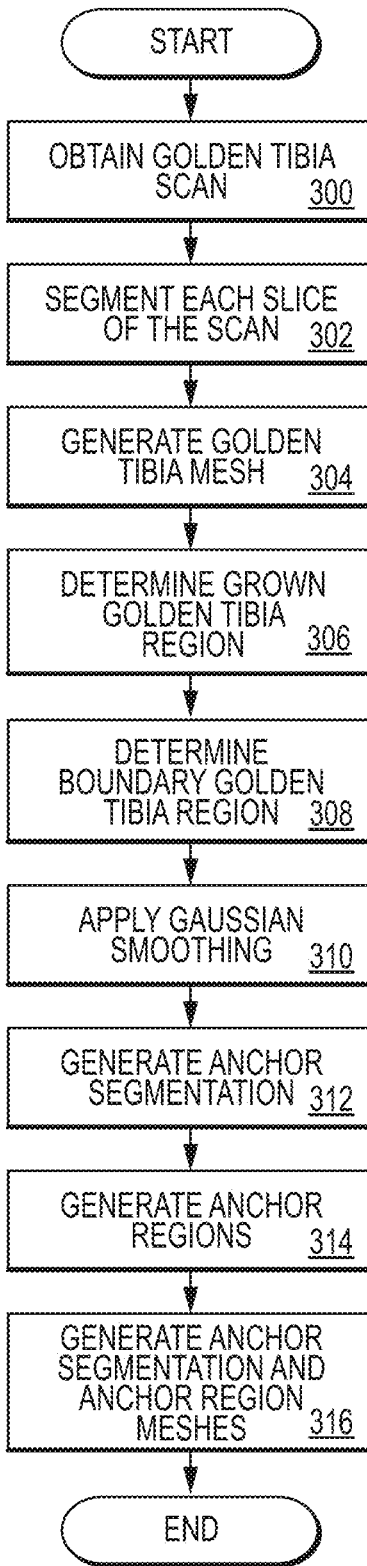 START
OBTAIN GOLDEN TIBIA
SCAN 300
SEGMENT EACH SLICE
OF THE SCAN 302
GENERATE GOLDEN
TIBIA MESH 304
DETERMINE GROWN
GOLDEN TIBIA
REGION 306
DETERMINE
BOUNDARY GOLDEN
TIBIA REGION 308
APPLY GAUSSIAN
SMOOTHING 310
GENERATE ANCHOR
SEGMENTATION 312
GENERATE ANCHOR
REGIONS 314
GENERATE ANCHOR
SEGMENTATION AND
ANCHOR REGION
MESHES 316
END